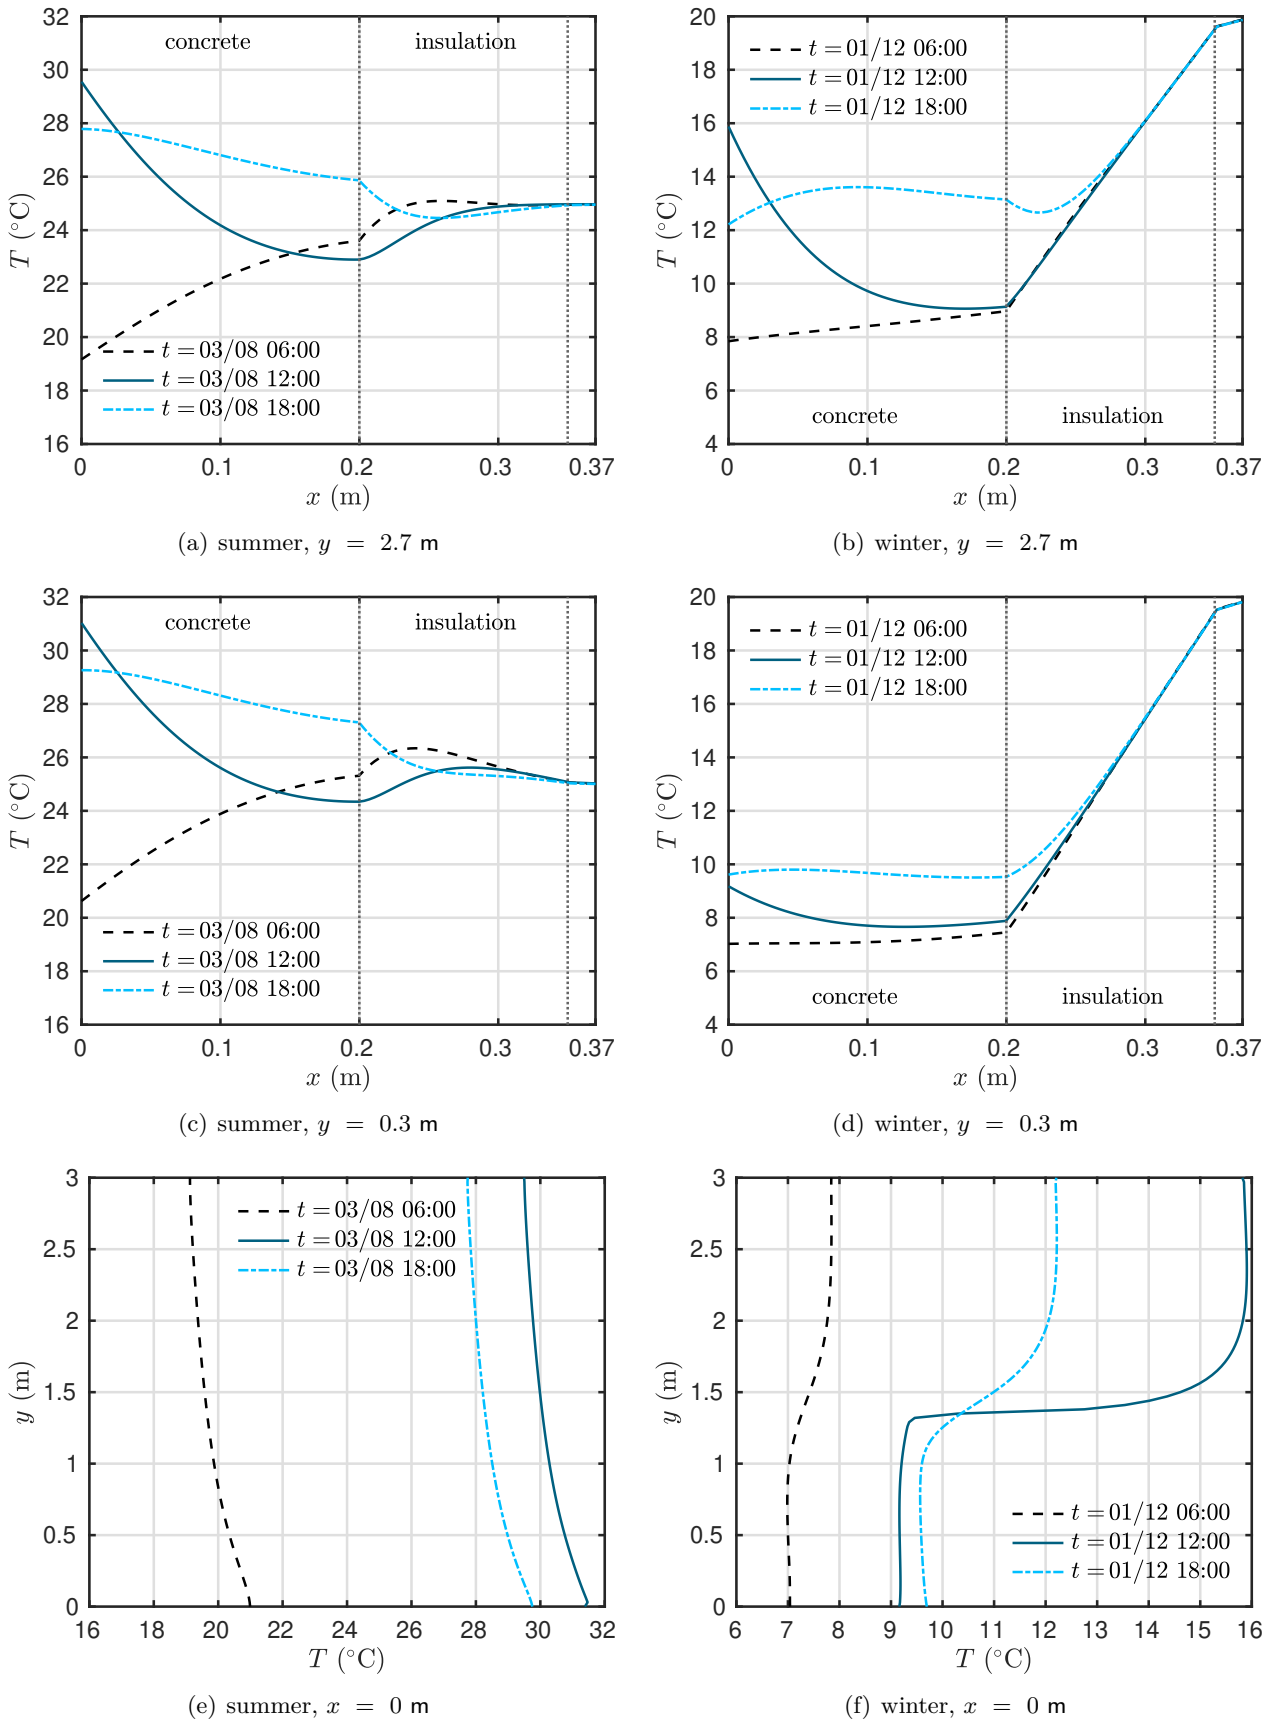 concrete
insulation
t = 03/08 06:00
t = 03/08 12:00
t = 03/08 18:00
32
30
28
26
24
22
20
18
16
T (°C)
0
0.1
0.2
0.3
0.37
x (m)
(a) summer, y = 2.7 m
t = 01/12 06:00
t = 01/12 12:00
t = 01/12 18:00
concrete
insulation
20
18
16
14
12
10
8
6
4
T (°C)
0
0.1
0.2
0.3
0.37
x (m)
(b) winter, y = 2.7 m
concrete
insulation
t = 03/08 06:00
t = 03/08 12:00
t = 03/08 18:00
32
30
28
26
24
22
20
18
16
T (°C)
0
0.1
0.2
0.3
0.37
x (m)
(c) summer, y = 0.3 m
t = 01/12 06:00
t = 01/12 12:00
t = 01/12 18:00
concrete
insulation
20
18
16
14
12
10
8
6
4
T (°C)
0
0.1
0.2
0.3
0.37
x (m)
(d) winter, y = 0.3 m
t = 03/08 06:00
t = 03/08 12:00
t = 03/08 18:00
3
2.5
2
1.5
1
0.5
0
y (m)
16
18
20
22
24
26
28
30
32
T (°C)
(e) summer, x = 0 m
t = 01/12 06:00
t = 01/12 12:00
t = 01/12 18:00
3
2.5
2
1.5
1
0.5
0
y (m)
6
7
8
9
10
11
12
13
14
15
16
T (°C)
(f) winter, x = 0 m